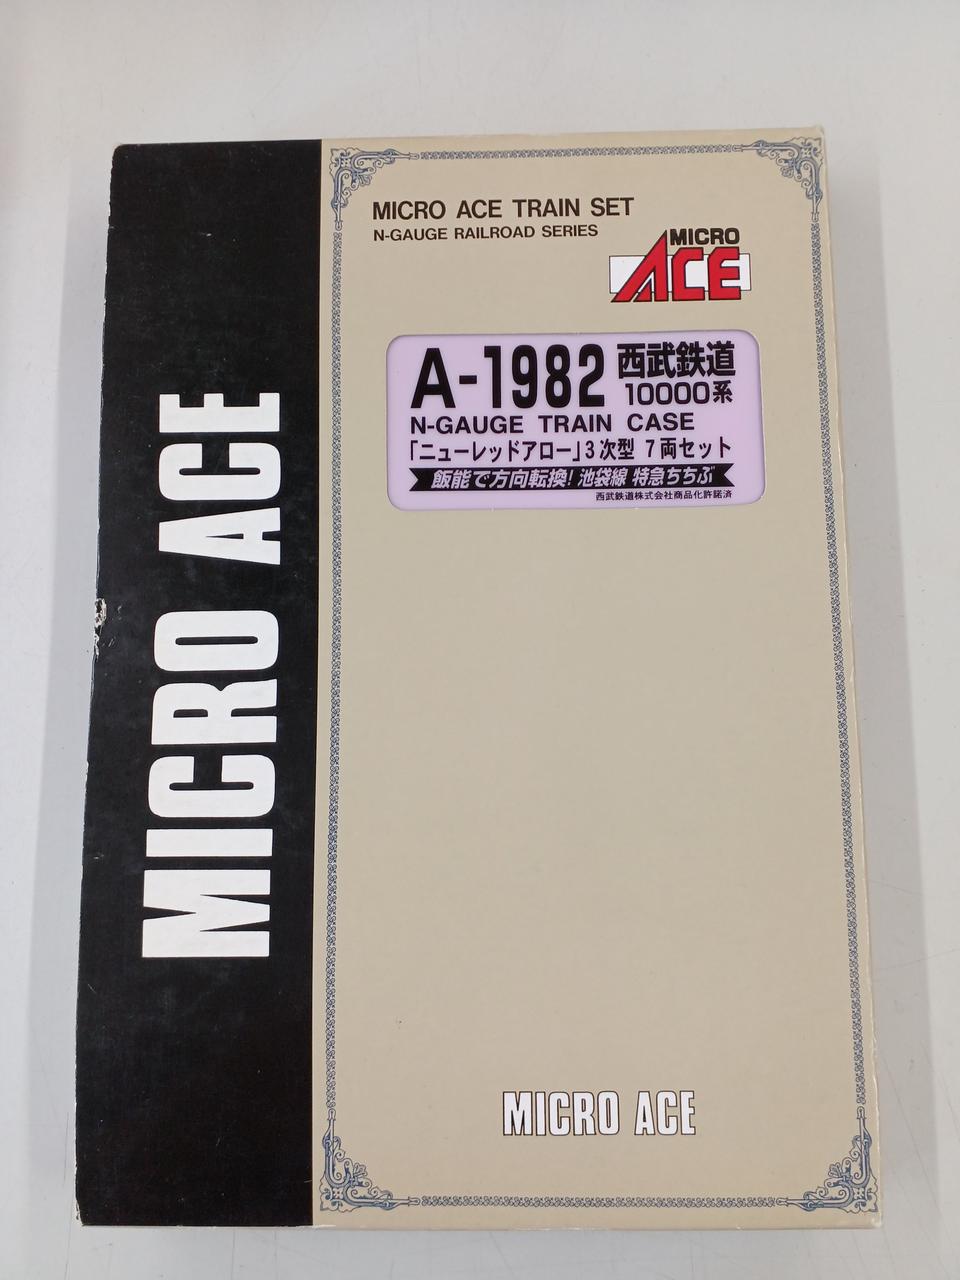 MICRO ACE
MICRO ACE TRAIN SET
N-GAUGE RAILROAD SERIES
MICRO
ACE
A-1982 西武鉄道
10000系
N-GAUGE TRAIN CASE
「ニューレッドアロー」3次型 7両セット
飯能で方向転換! 池袋線 特急ちちぶ
西武鉄道株式会社商品化許諾済
MICRO ACE